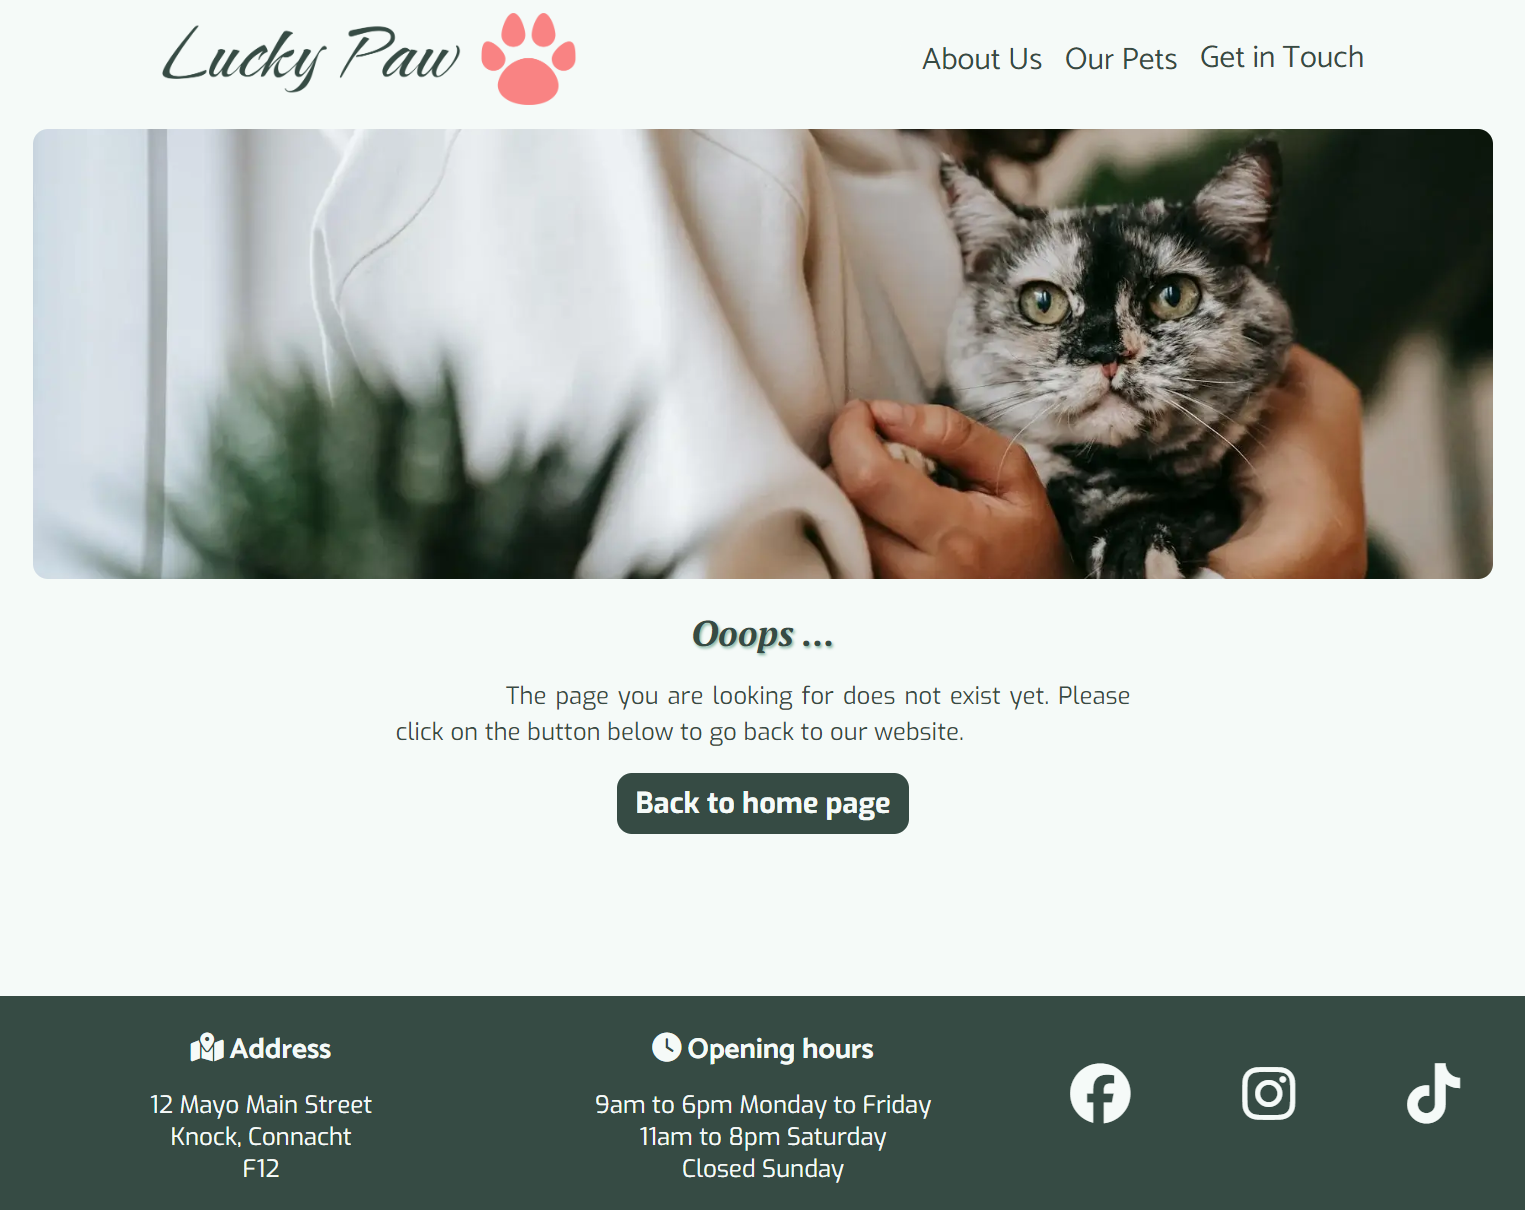 Lucky Paw
About Us Our Pets Get in Touch
Ooops ...
The page you are looking for does not exist yet. Please
click on the button below to go back to our website.
Back to home page
Address
12 Mayo Main Street
Knock, Connacht
F12
Opening hours
9am to 6pm Monday to Friday
11am to 8pm Saturday
Closed Sunday